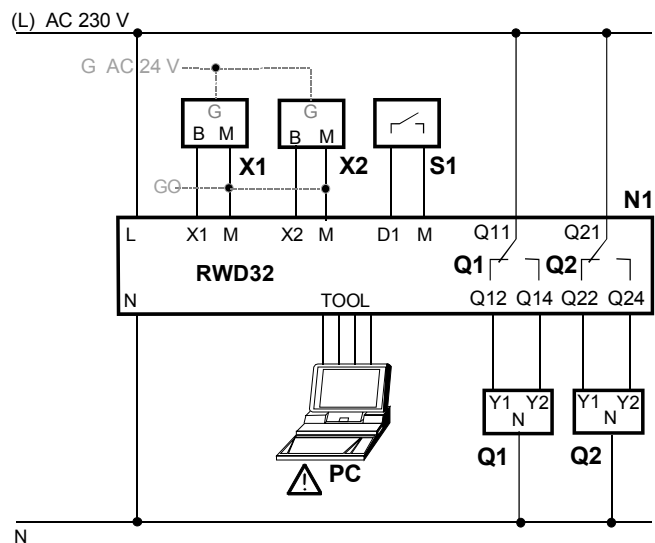 (L) AC 230 V
G AC 24 V
G
G
B M
B M
X1
X2
S1
GO
N1
L X1 M X2 M D1 M Q11 Q21
RWD32
Q1 Q2
N TOOL Q12 Q14 Q22 Q24
Y1 Y2
N
Y1 Y2
N
PC
Q1
Q2
N